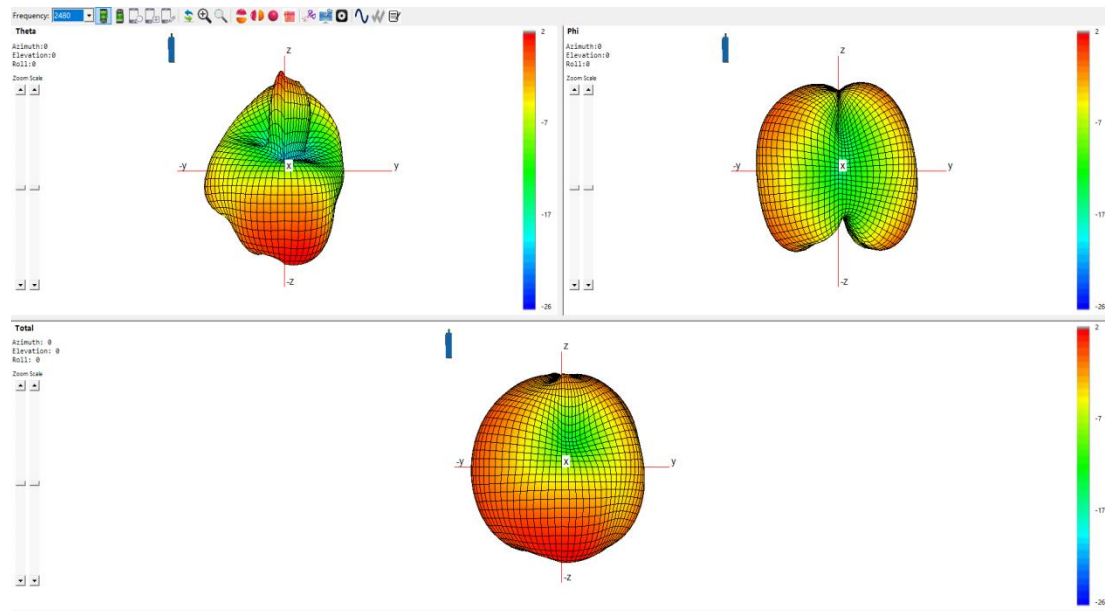 Frequency: 2480
Theta
Azimuth:0
Elevation:0
Roll:0
Zoom Scale
z
-y
x
y
-z
2
-7
-17
-26
Phi
Azimuth:0
Elevation:0
Roll:0
Zoom Scale
z
-y
x
y
-z
2
-7
-17
-26
Total
Azimuth: 0
Elevation: 0
Roll: 0
Zoom Scale
z
-y
x
y
-z
2
-7
-17
-26